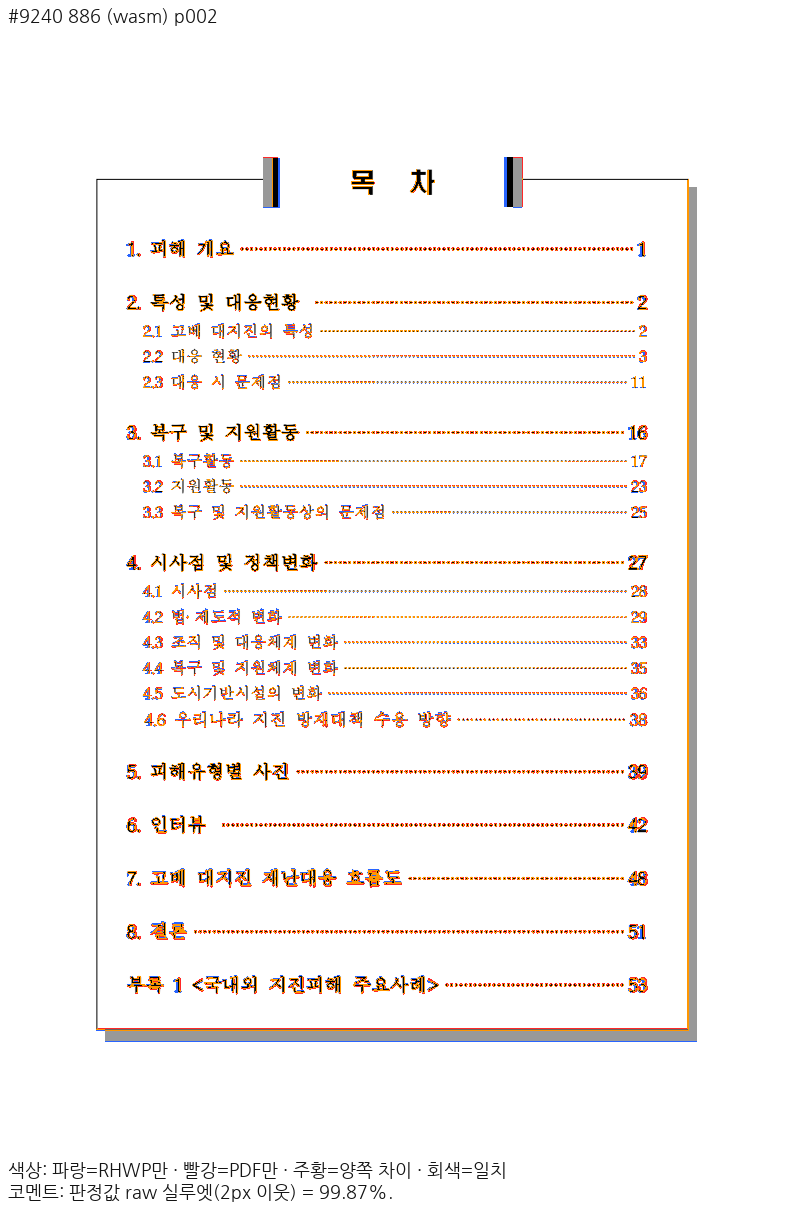 #9240 886 (wasm) p002
목 차
1. 피해 개요 1
2. 특성 및 대응현황 2
2.1 고베 대지진의 특성 2
2.2 대응 현황 3
2.3 대응 시 문제점 11
3. 복구 및 지원활동 16
3.1 복구활동 17
3.2 지원활동 23
3.3 복구 및 지원활동상의 문제점 25
4. 시사점 및 정책변화 27
4.1 시사점 28
4.2 법·제도적 변화 29
4.3 조직 및 대응체계 변화 33
4.4 복구 및 지원체계 변화 35
4.5 도시기반시설의 변화 36
4.6 우리나라 지진 방재대책 수용 방향 38
5. 피해유형별 사진 39
6. 인터뷰 42
7. 고베 대지진 재난대응 흐름도 48
8. 결론 51
부록 1 <국내외 지진피해 주요사례> 53
색상: 파랑=RHWP만 · 빨강=PDF만 · 주황=양쪽 차이 · 회색=일치
코멘트: 판정값 raw 실루엣(2px 이웃) = 99.87%.